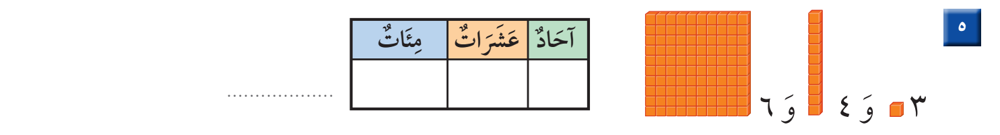 ٥
٣ وَ ٤ وَ ٦
آحَادٌ عَشَرَاتٌ مِئَاتٌ
...................